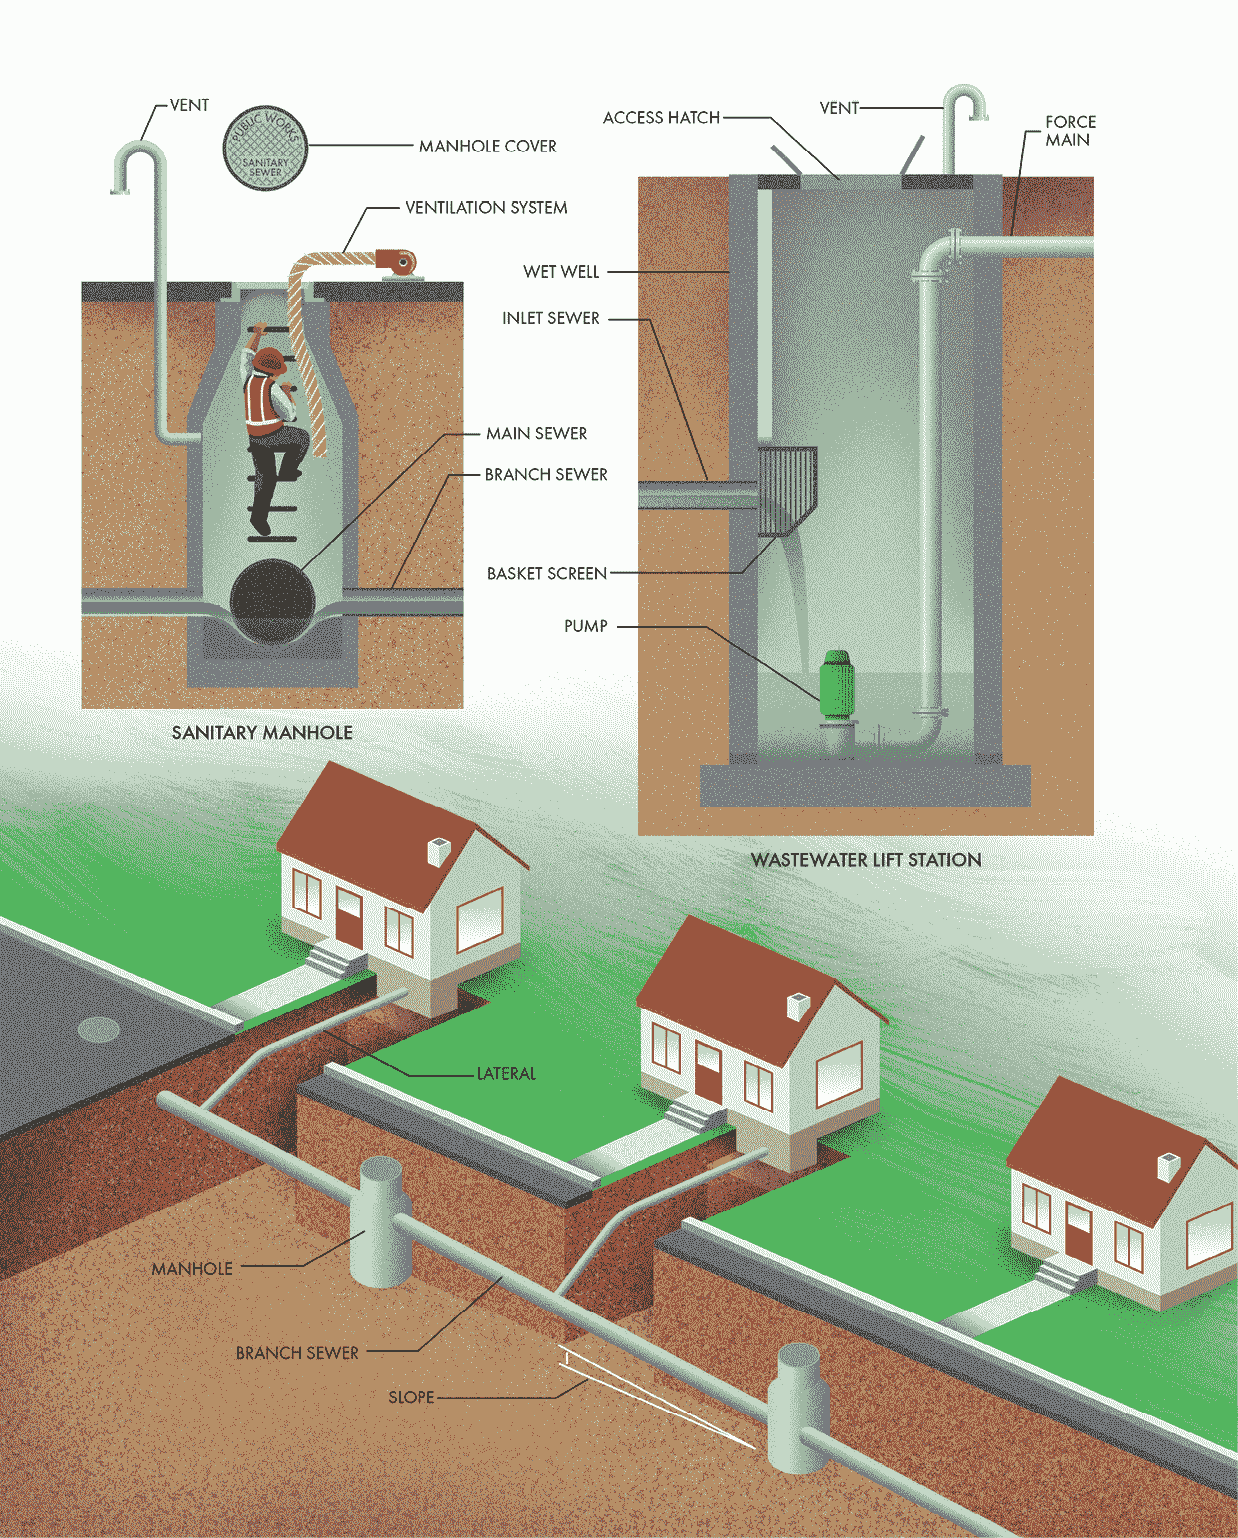 VENT
PUBLIC WORKS
SANITARY
SEWER
MANHOLE COVER
VENTILATION SYSTEM
MAIN SEWER
BRANCH SEWER
SANITARY MANHOLE
ACCESS HATCH
VENT
FORCE
MAIN
WET WELL
INLET SEWER
BASKET SCREEN
PUMP
WASTEWATER LIFT STATION
LATERAL
MANHOLE
BRANCH SEWER
SLOPE